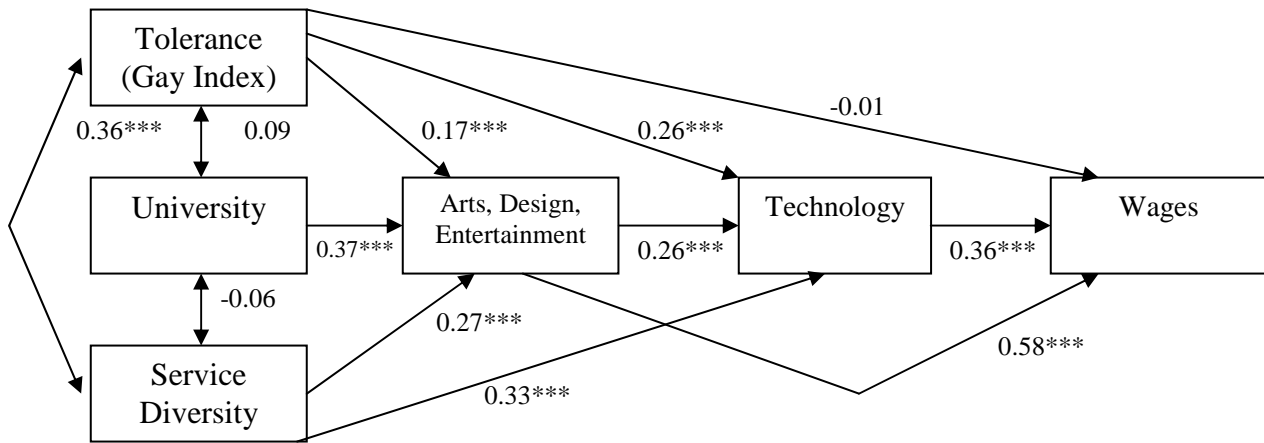 Tolerance
(Gay Index)
-0.01
0.36***
0.09
0.17***
0.26***
University
Arts, Design,
Entertainment
Technology
Wages
0.37***
0.26***
0.36***
-0.06
0.27***
0.58***
Service
Diversity
0.33***